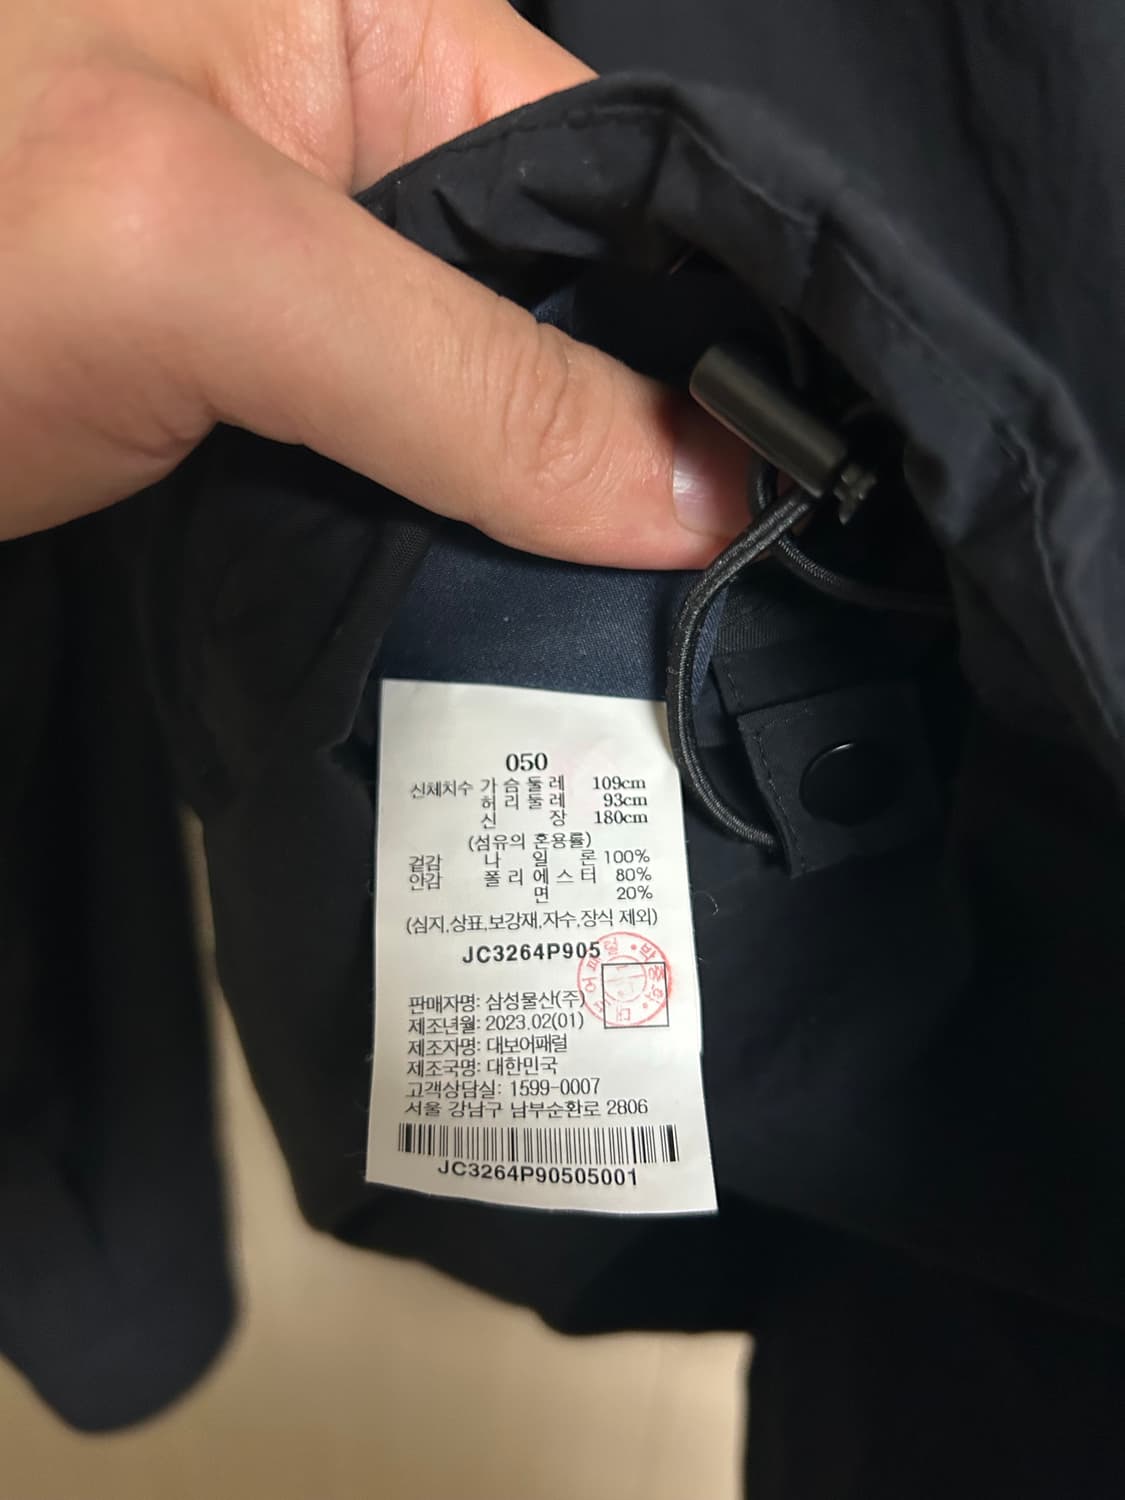 050
신체치수 가슴둘레 109cm
허리둘레 93cm
신장 180cm
(섬유의 혼용률)
겉감 나일론 100%
안감 폴리에스터 80%
면 20%
(심지,상표,보강재,자수,장식 제외)
JC3264P905
판매자명: 삼성물산(주)
제조년월: 2023.02(01)
제조자명: 대보어패럴
제조국명: 대한민국
고객상담실: 1599-0007
서울 강남구 남부순환로 2806
JC3264P90505001